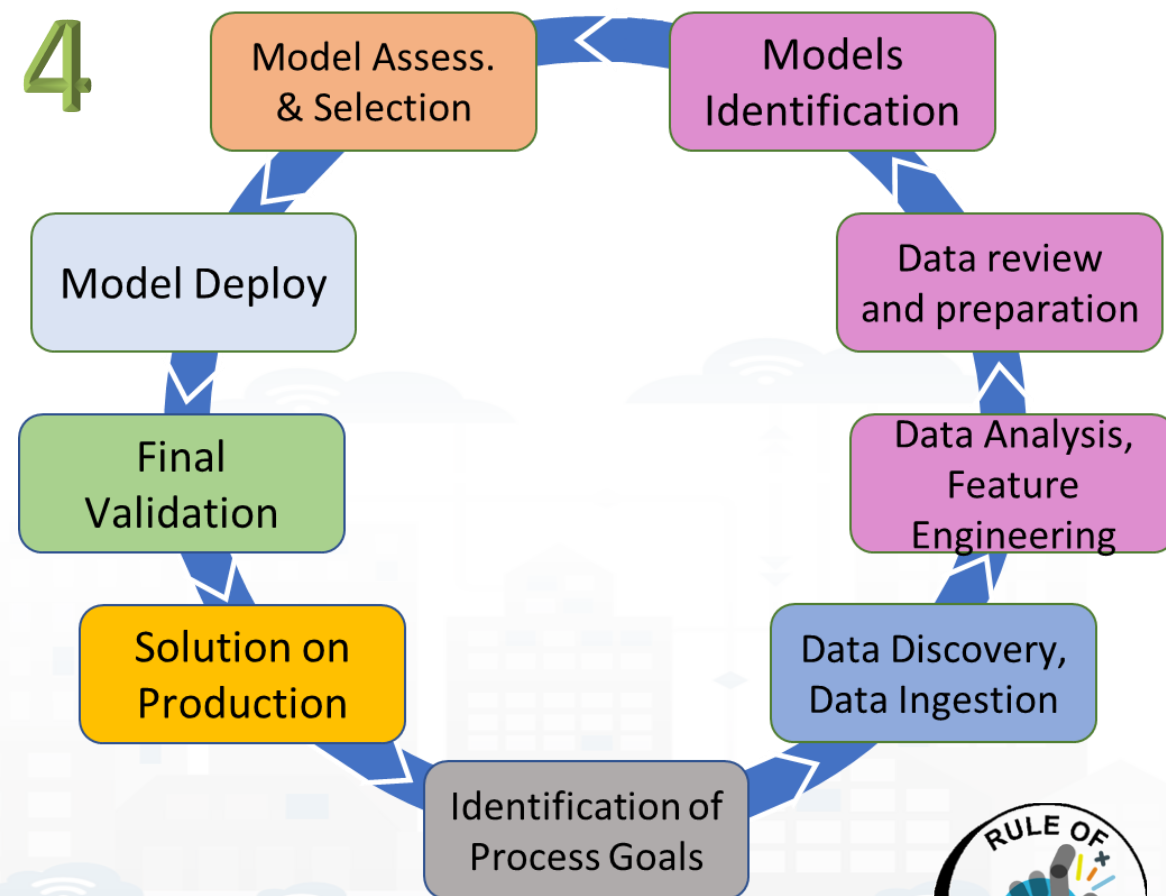 4
Model Assess.
& Selection
Models
Identification
Model Deploy
Data review
and preparation
Final
Validation
Data Analysis,
Feature
Engineering
Solution on
Production
Data Discovery,
Data Ingestion
Identification of
Process Goals
RULE OF